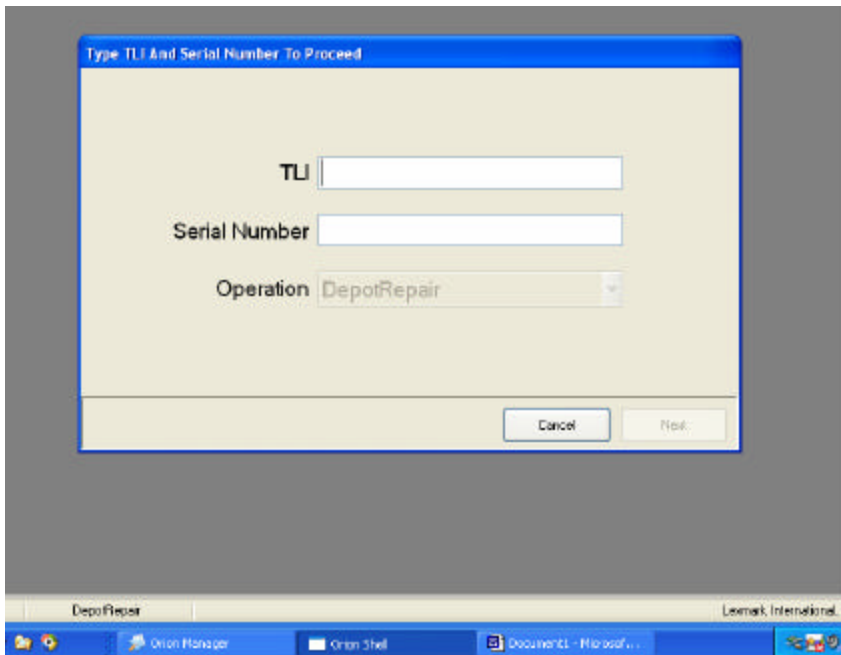 Type TLI And Serial Number To Proceed
TLI
Serial Number
Operation DepotRepair
Cancel Next
DepotRepair Lexmark International.
Orion Manager Orion Shell Document1 - Microsof...